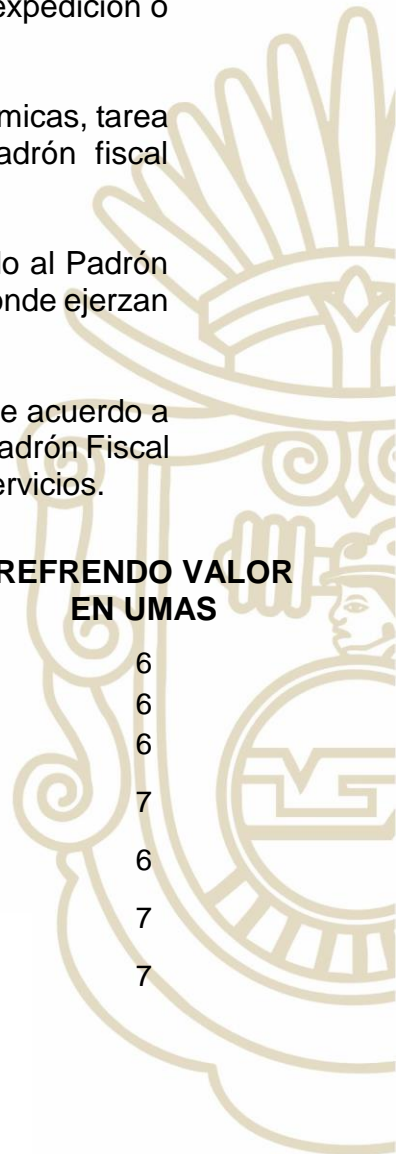 expedición o
micas, tarea
adrón fiscal
lo al Padrón
onde ejerzan
e acuerdo a
adrón Fiscal
ervicios.
REFRENDO VALOR
EN UMAS
6
6
6
7
6
7
7